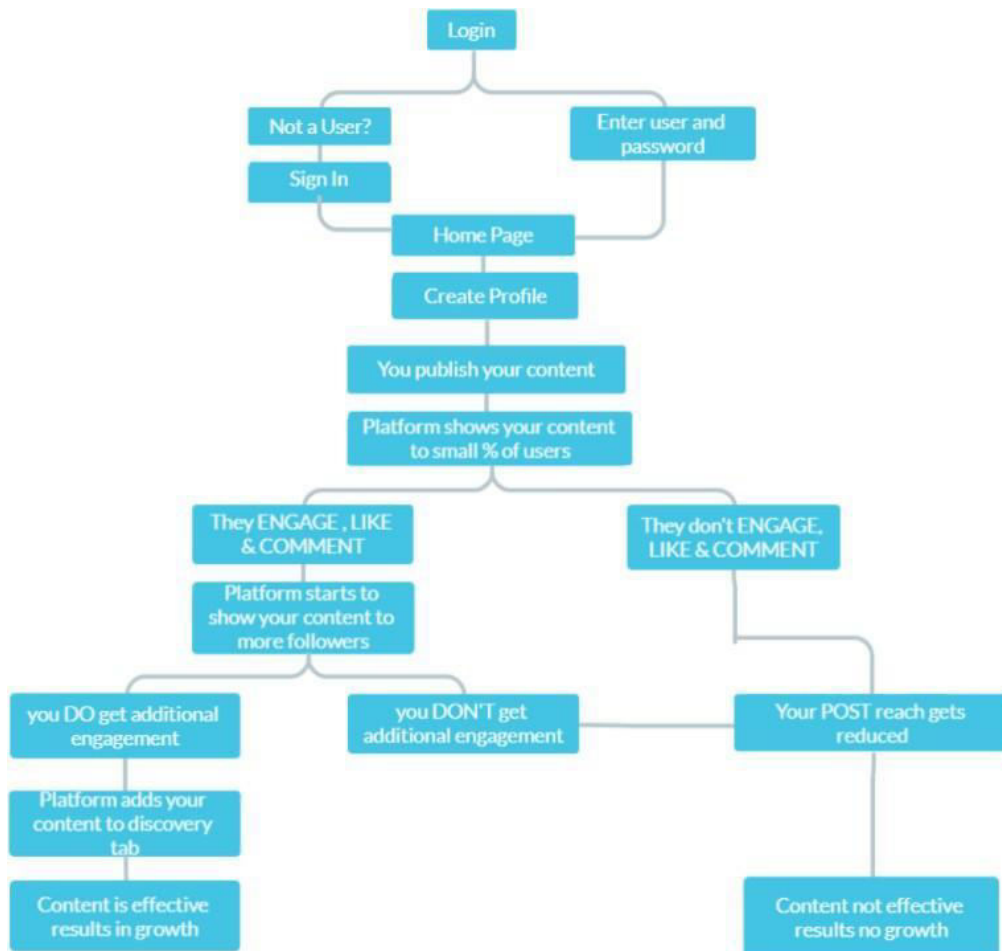 Login
Not a User?
Enter user and
password
Sign In
Home Page
Create Profile
You publish your content
Platform shows your content
to small % of users
They ENGAGE , LIKE
& COMMENT
They don't ENGAGE,
LIKE & COMMENT
Platform starts to
show your content to
more followers
you DO get additional
engagement
you DON'T get
additional engagement
Your POST reach gets
reduced
Platform adds your
content to discovery
tab
Content is effective
results in growth
Content not effective
results no growth